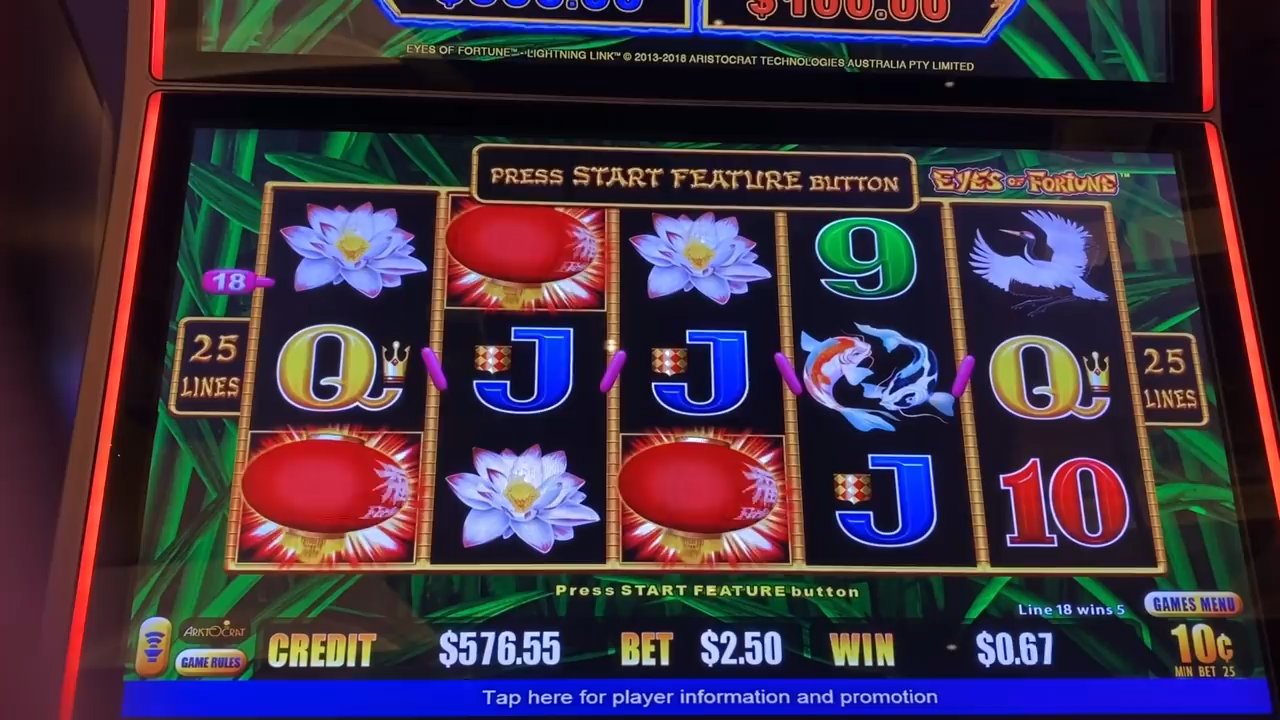 $400.00
EYES OF FORTUNE™ - LIGHTNING LINK™ © 2013-2018 ARISTOCRAT TECHNOLOGIES AUSTRALIA PTY LIMITED
PRESS START FEATURE BUTTON
EYES OF FORTUNE™
9
18
25 LINES
Q
J
J
Q
25 LINES
J
10
Press START FEATURE button
Line 18 wins 5
GAMES MENU
ARISTOCRAT
GAME RULES
CREDIT $576.55 BET $2.50 WIN $0.67
10¢
MIN BET 25
Tap here for player information and promotion